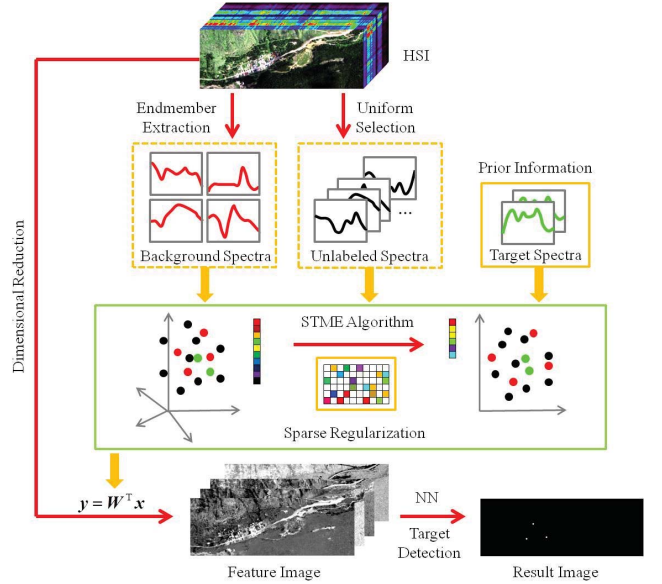 HSI
Endmember
Extraction
Uniform
Selection
Prior Information
...
Background Spectra
Unlabeled Spectra
Target Spectra
Dimensional Reduction
STME Algorithm
Sparse Regularization
y = Wᵀx
NN
Target
Detection
Feature Image
Result Image